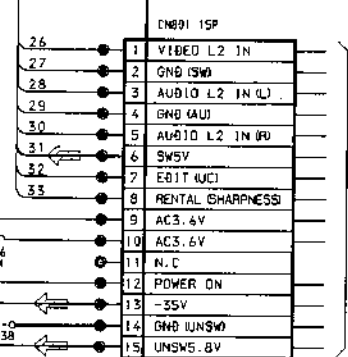 CN801 15P
26 1 VIDEO L2 IN
27 2 GND (SW)
28 3 AUDIO L2 IN (L)
29 4 GND (AU)
30 5 AUDIO L2 IN (R)
31 6 SW5V
32 7 EDIT (UC)
33 8 RENTAL (SHARPNESS)
9 AC3.6V
10 AC3.6V
11 N.C
12 POWER ON
13 -35V
14 GND (UNSW)
38
15 UNSW5.8V